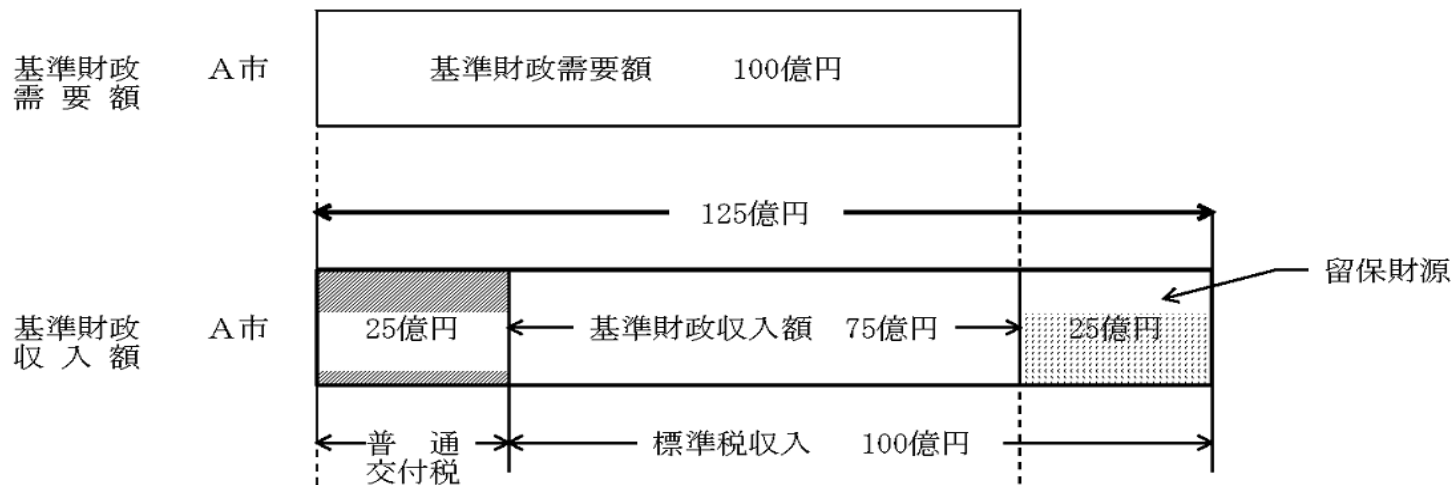 基準財政 A市 基準財政需要額 100億円
需要額
125億円
留保財源
基準財政 A市 25億円 基準財政収入額 75億円 25億円
収入額
普通 標準税収入 100億円
交付税